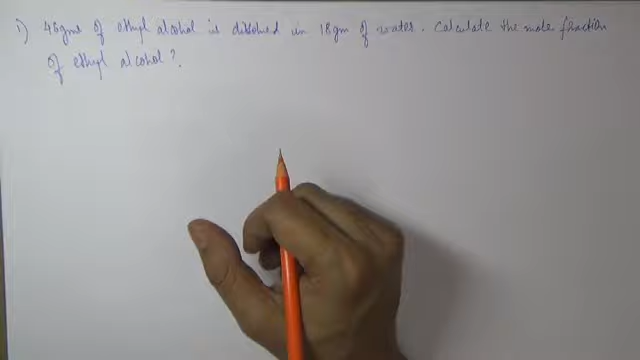 1) 46gms of ethyl alcohol is dissolved in 18gm of water. Calculate the mole fraction
of ethyl alcohol?.